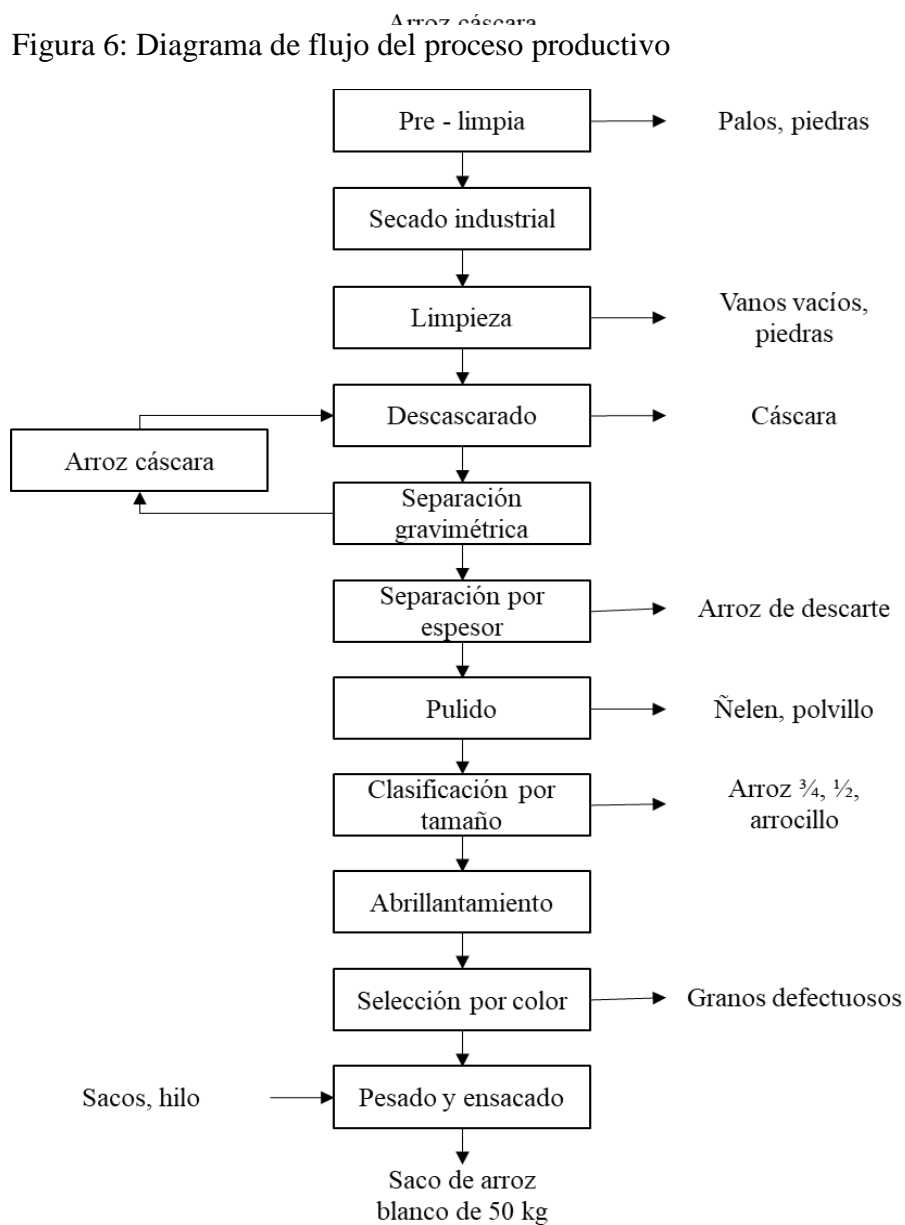 Arroz cáscara
Figura 6: Diagrama de flujo del proceso productivo
Pre - limpia
Palos, piedras
Secado industrial
Limpieza
Vanos vacíos,
piedras
Descascarado
Cáscara
Arroz cáscara
Separación
gravimétrica
Separación por
espesor
Arroz de descarte
Pulido
Ñelen, polvillo
Clasificación por
tamaño
Arroz ¾, ½,
arrocillo
Abrillantamiento
Selección por color
Granos defectuosos
Sacos, hilo
Pesado y ensacado
Saco de arroz
blanco de 50 kg